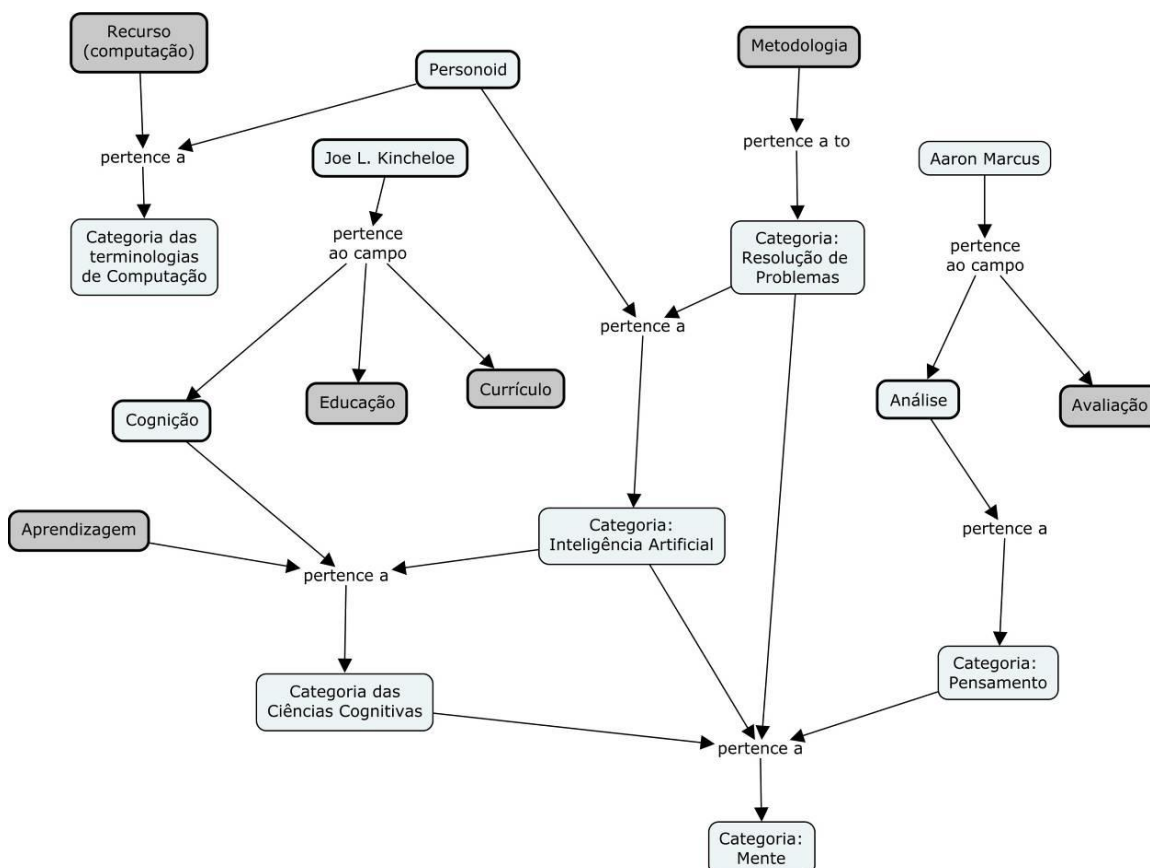 Recurso
(computação)
Personoid
Metodologia
pertence a
Joe L. Kincheloe
pertence a to
Aaron Marcus
Categoria das
terminologias
de Computação
pertence
ao campo
Categoria:
Resolução de
Problemas
pertence
ao campo
pertence a
Cognição
Educação
Currículo
Análise
Avaliação
Aprendizagem
pertence a
Categoria:
Inteligência Artificial
pertence a
Categoria das
Ciências Cognitivas
Categoria:
Pensamento
pertence a
Categoria:
Mente